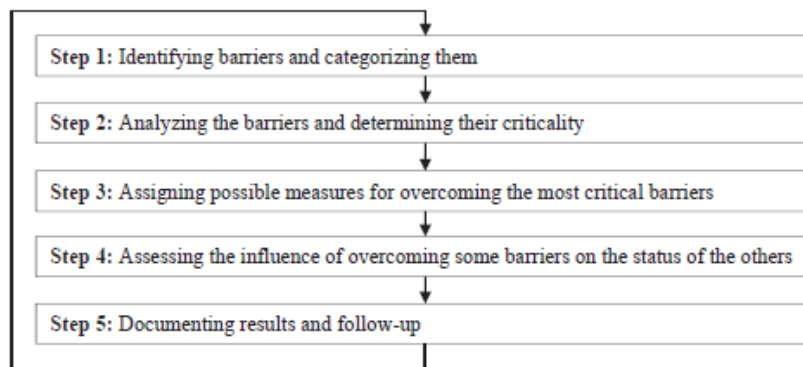 Step 1: Identifying barriers and categorizing them
Step 2: Analyzing the barriers and determining their criticality
Step 3: Assigning possible measures for overcoming the most critical barriers
Step 4: Assessing the influence of overcoming some barriers on the status of the others
Step 5: Documenting results and follow-up